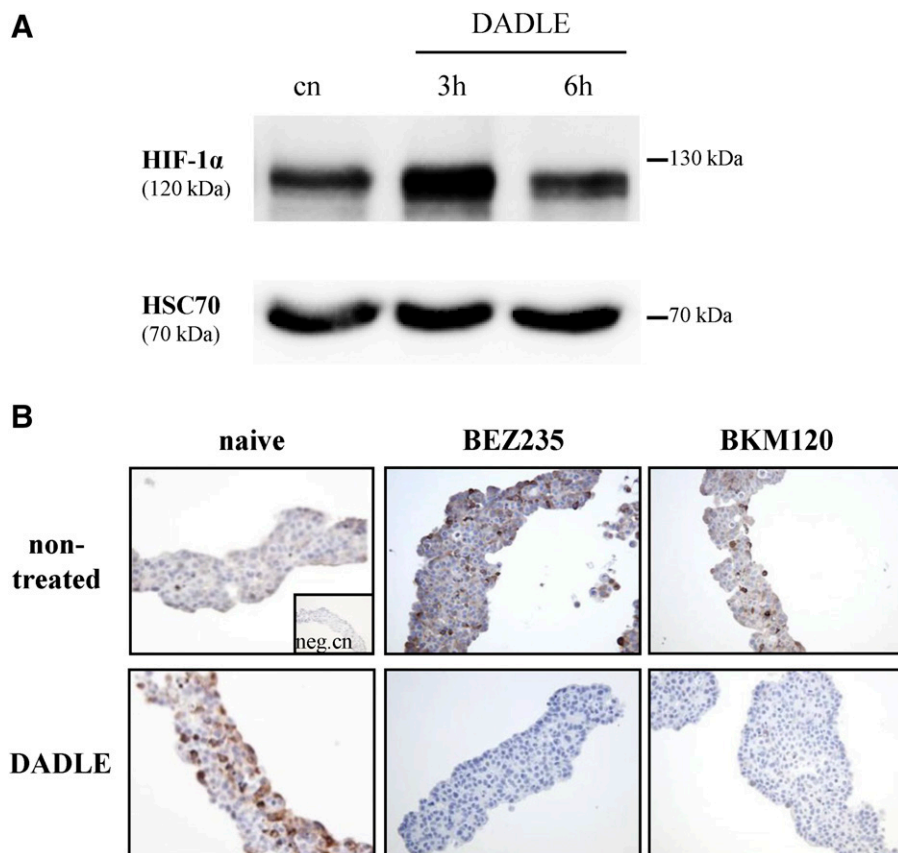 A
DADLE
cn 3h 6h
HIF-1α
(120 kDa)
130 kDa
HSC70
(70 kDa)
70 kDa
B
naive BEZ235 BKM120
non-
treated
neg.cn
DADLE